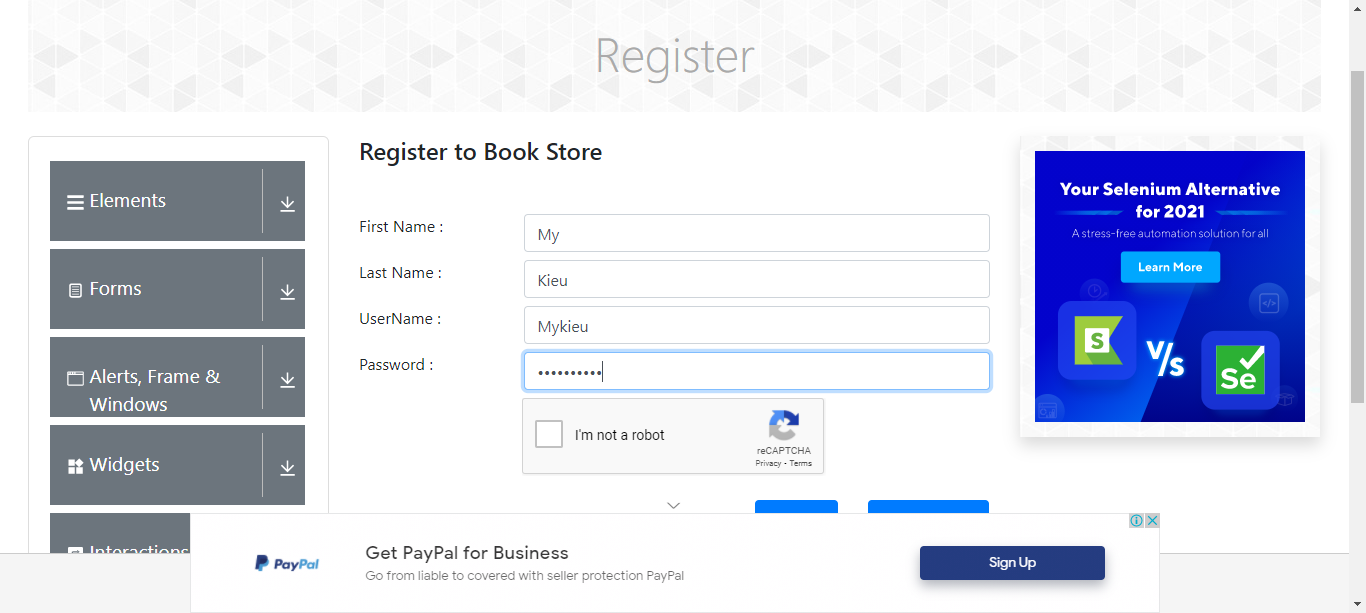 Register
Elements
Forms
Alerts, Frame &
Windows
Widgets
Interactions
Register to Book Store
First Name :
My
Last Name :
Kieu
UserName :
Mykieu
Password :
••••••••••
I'm not a robot
reCAPTCHA
Privacy - Terms
Your Selenium Alternative
for 2021
A stress-free automation solution for all
Learn More
S
V/s
Se
PayPal
Get PayPal for Business
Go from liable to covered with seller protection PayPal
Sign Up